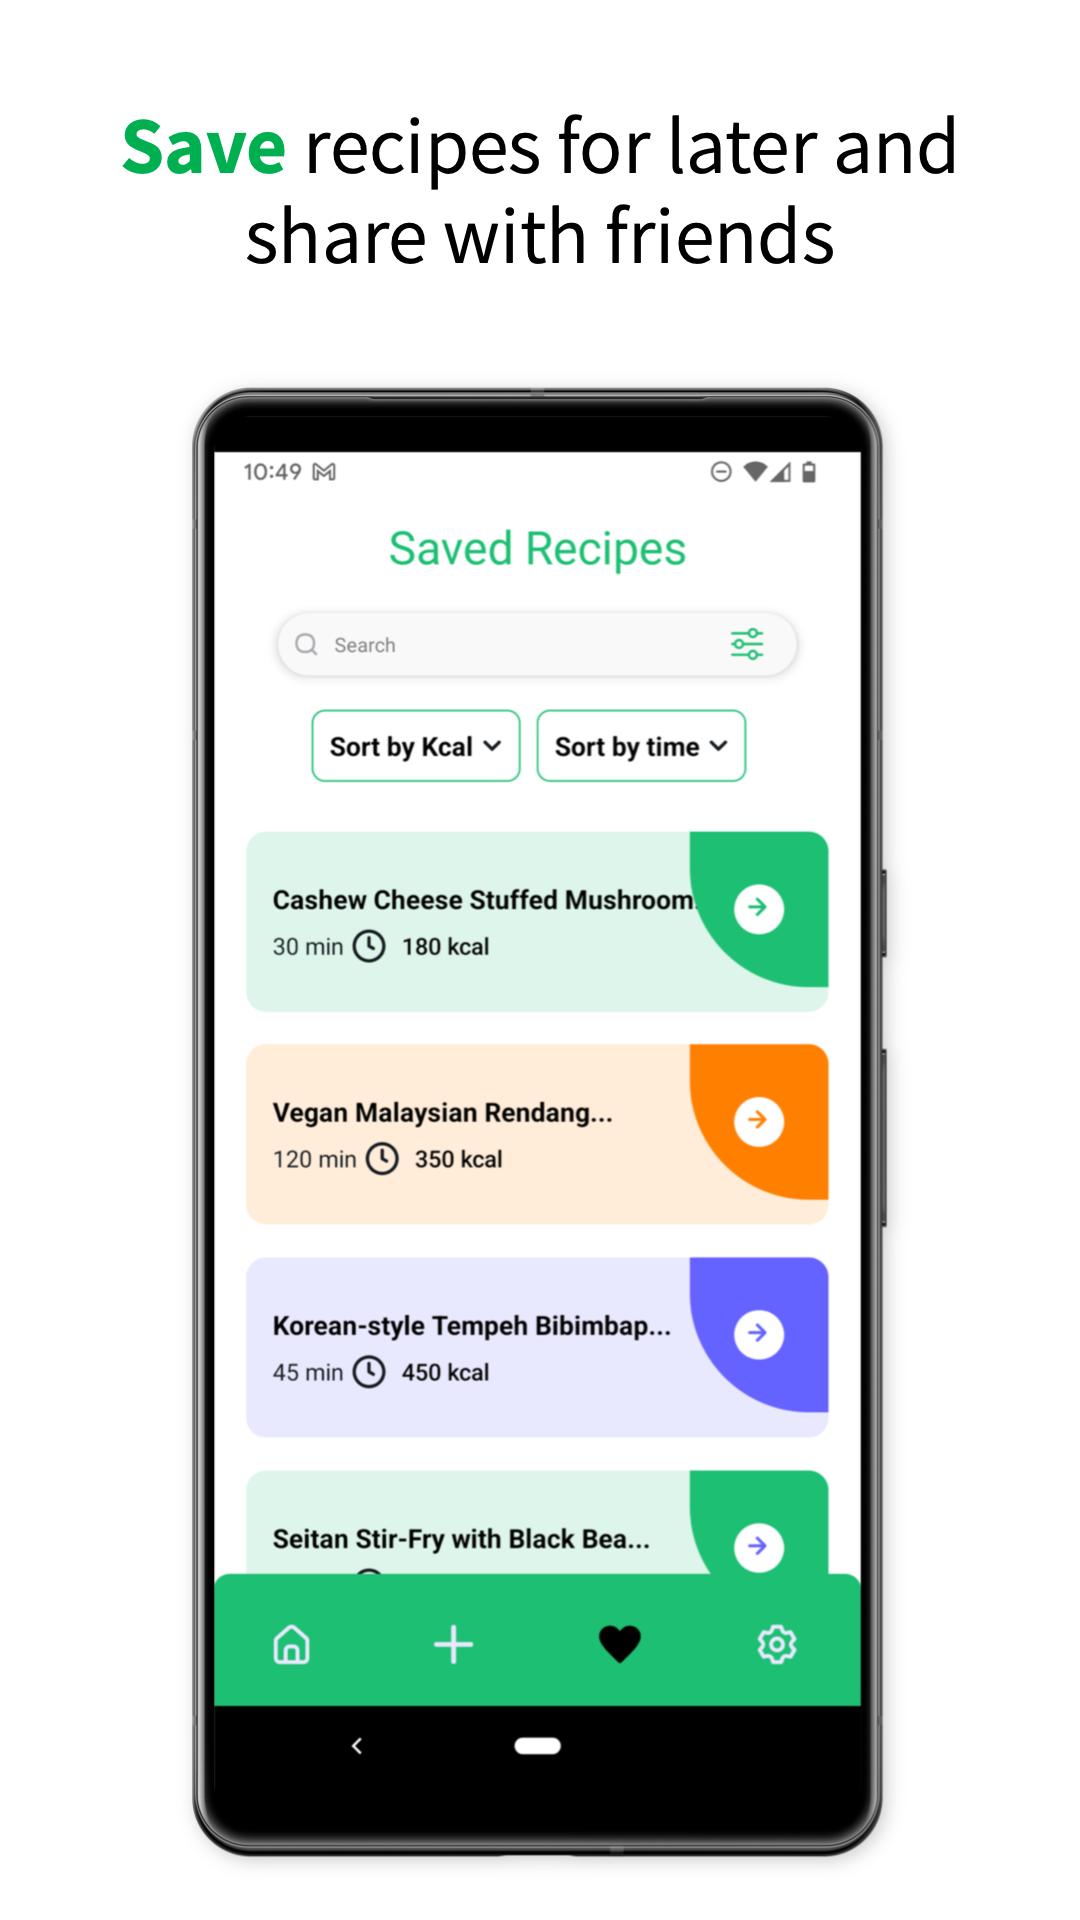 Save recipes for later and
share with friends
10:49
Saved Recipes
Search
Sort by Kcal
Sort by time
Cashew Cheese Stuffed Mushroom
30 min 180 kcal
Vegan Malaysian Rendang...
120 min 350 kcal
Korean-style Tempeh Bibimbap...
45 min 450 kcal
Seitan Stir-Fry with Black Bea...